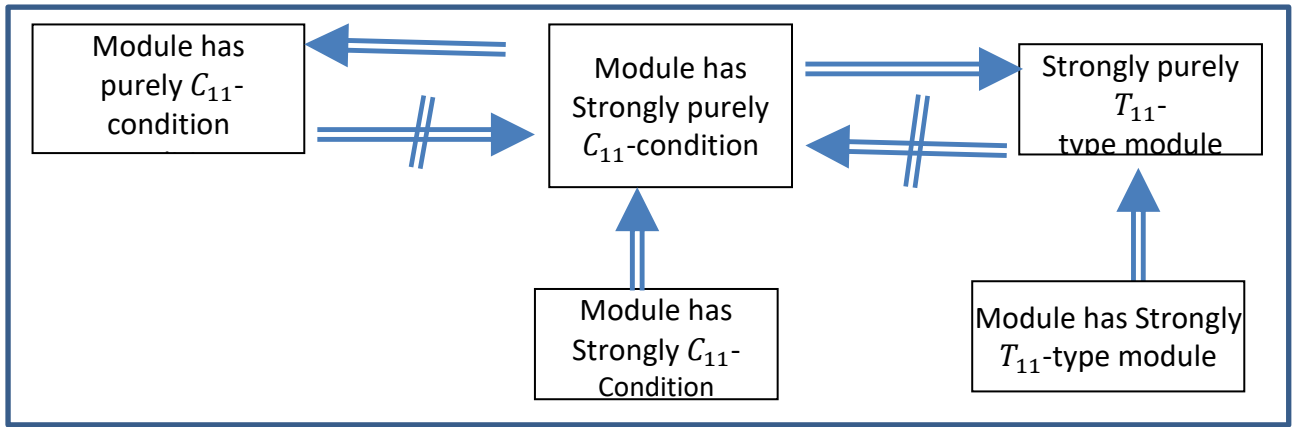 Module has
purely C₁₁-
condition
Module has
Strongly purely
C₁₁-condition
Strongly purely
T₁₁-
type module
Module has
Strongly C₁₁-
Condition
Module has Strongly
T₁₁-type module